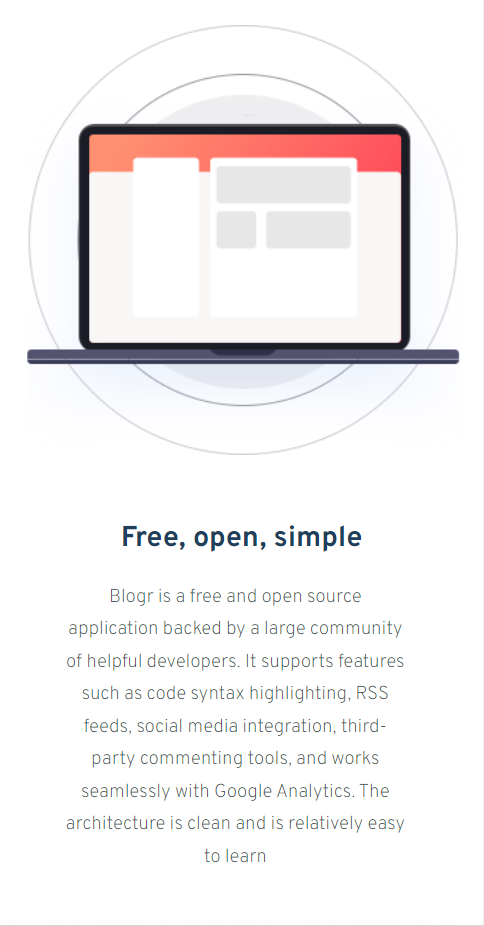 Free, open, simple
Blogr is a free and open source
application backed by a large community
of helpful developers. It supports features
such as code syntax highlighting, RSS
feeds, social media integration, third-
party commenting tools, and works
seamlessly with Google Analytics. The
architecture is clean and is relatively easy
to learn